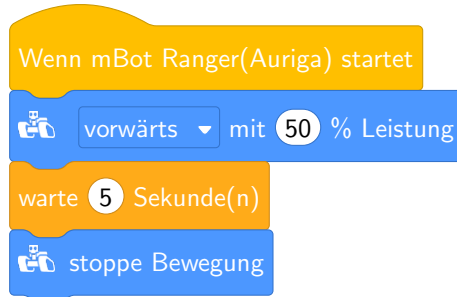 Wenn mBot Ranger(Auriga) startet
vorwärts mit 50 % Leistung
warte 5 Sekunde(n)
stoppe Bewegung